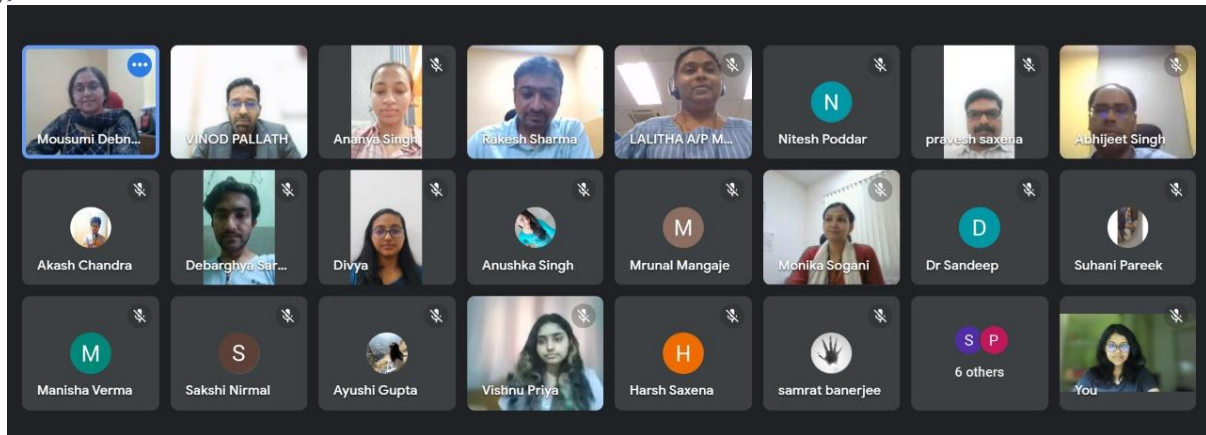 Mousumi Debn...
VINOD PALLATH
Ananya Singh
Rakesh Sharma
LALITHA A/P M...
N
Nitesh Poddar
pravesh saxena
Abhijeet Singh
Akash Chandra
Debarghya Sar...
Divya
Anushka Singh
M
Mrunal Mangaje
Monika Sogani
D
Dr Sandeep
Suhani Pareek
M
Manisha Verma
S
Sakshi Nirmal
Ayushi Gupta
Vishnu Priya
H
Harsh Saxena
samrat banerjee
S P
6 others
You